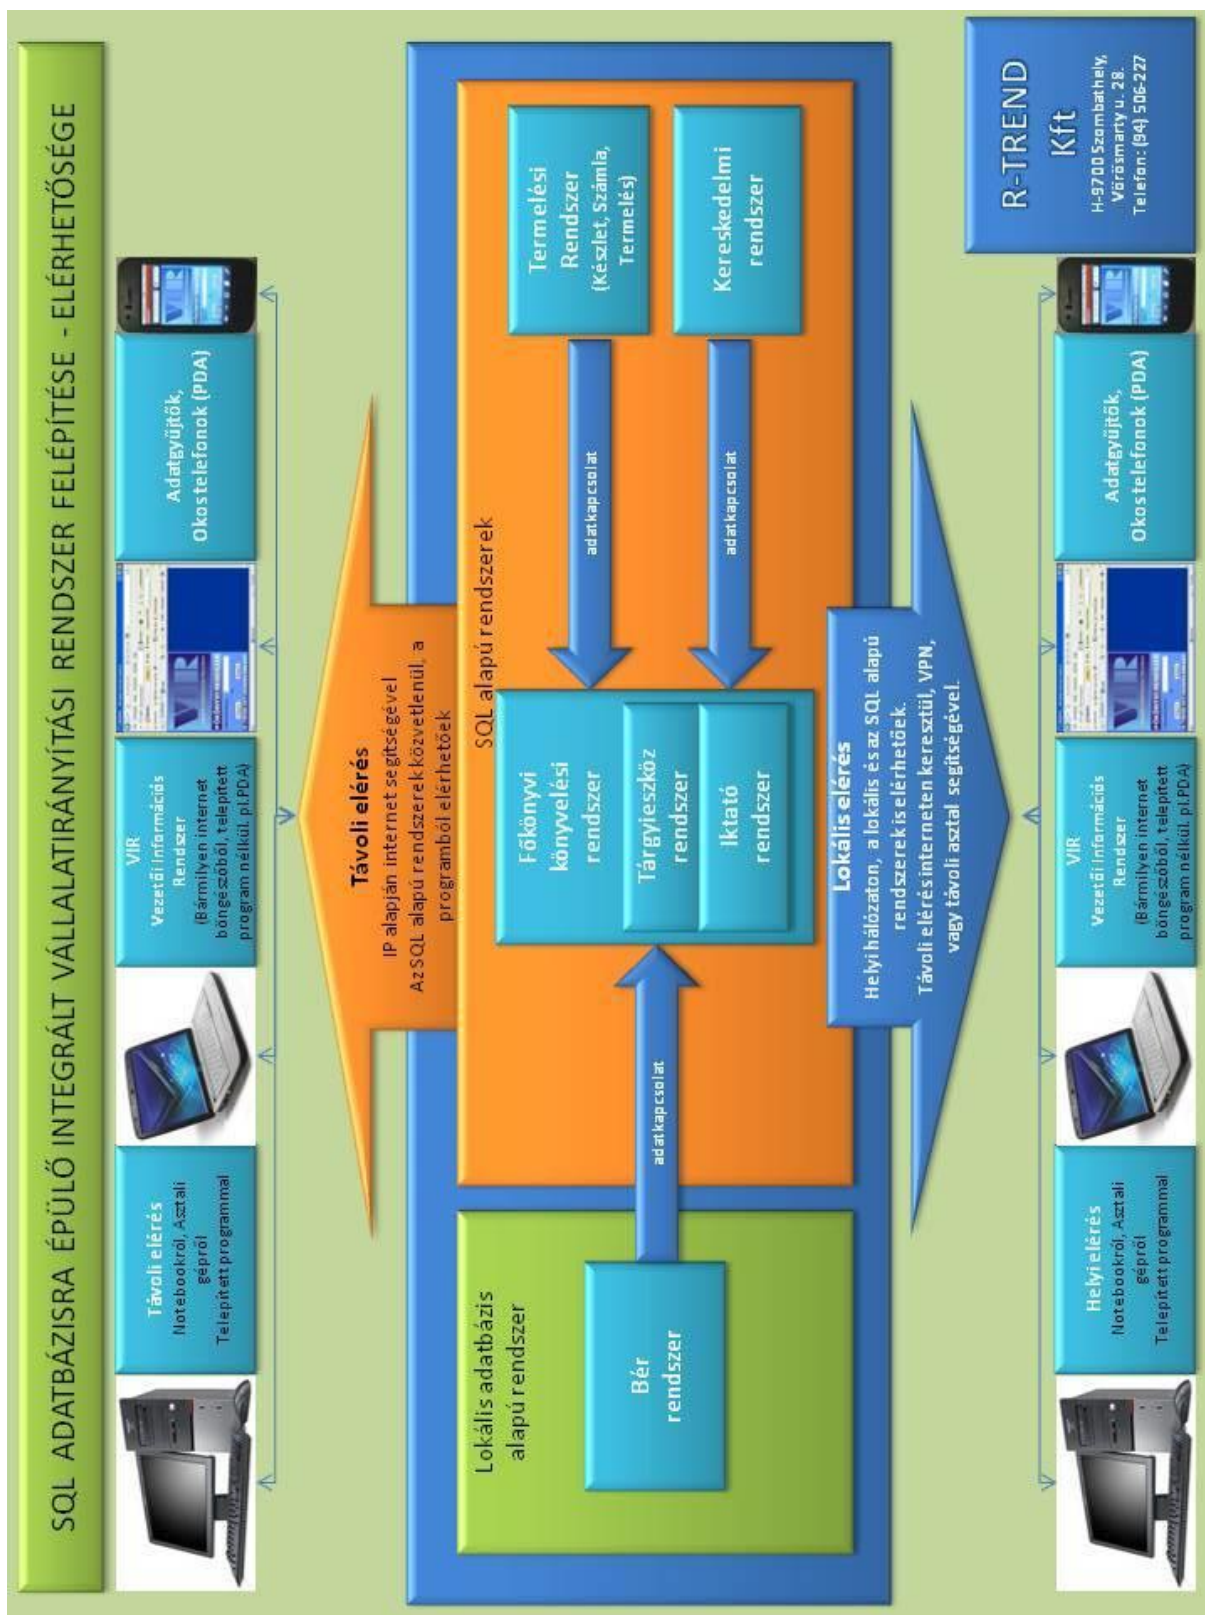 SQL ADATBÁZISRA ÉPÜLŐ INTEGRÁLT VÁLLALATIRÁNYÍTÁSI RENDSZER FELÉPÍTÉSE - ELÉRHETŐSÉGE
Távoli elérés
Notebookról, Asztali
gépről
Telepített programmal
VIR
Vezetői Információs
Rendszer
(Bármilyen internet
böngészőből, telepített
program nélkül. pl.PDA)
VIR
Adatgyűjtők,
Okostelefonok (PDA)
VIR
Távoli elérés
IP alapján internet segítségével
Az SQL alapú rendszerek közvetlenül, a
programból elérhetőek
Lokális adatbázis
alapú rendszer
Bér
rendszer
adatkapcsolat
SQL alapú rendszerek
Főkönyvi
könyvelési
rendszer
Tárgyieszköz
rendszer
Iktató
rendszer
adatkapcsolat
adatkapcsolat
Termelési
Rendszer
(Készlet, Számla,
Termelés)
Kereskedelmi
rendszer
Lokális elérés
Helyi hálózaton, a lokális és az SQL alapú
rendszerek is elérhetőek.
Távoli elérés interneten keresztül, VPN,
vagy távoli asztal segítségével.
Helyi elérés
Notebookról, Asztali
gépről
Telepített programmal
VIR
Vezetői Információs
Rendszer
(Bármilyen internet
böngészőből, telepített
program nélkül. pl.PDA)
VIR
Adatgyűjtők,
Okostelefonok (PDA)
VIR
R-TREND
Kft
H-9700 Szombathely,
Vörösmarty u. 28.
Telefon: (94) 506-227